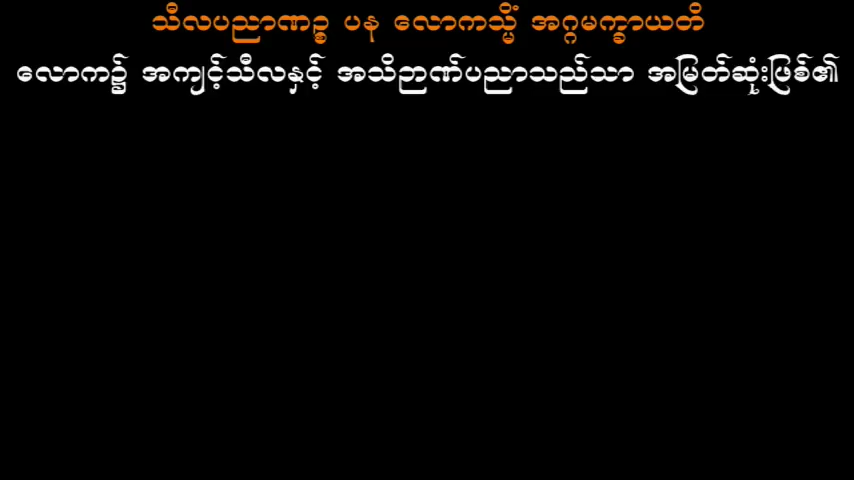 သီလပညာဏဉ္စ ပန လောကသ္မိံ အဂ္ဂမက္ခာယတိ
လောက၌ အကျင့်သီလနှင့် အသိဉာဏ်ပညာသည်သာ အမြတ်ဆုံးဖြစ်၏